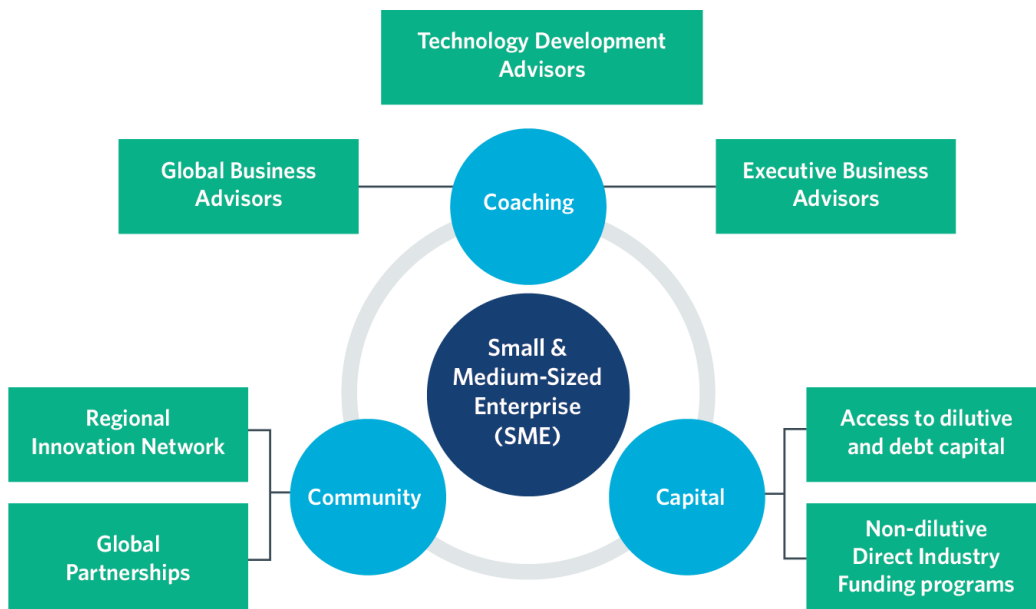 Technology Development
Advisors
Global Business
Advisors
Coaching
Executive Business
Advisors
Small &
Medium-Sized
Enterprise
(SME)
Regional
Innovation Network
Global
Partnerships
Community
Capital
Access to dilutive
and debt capital
Non-dilutive
Direct Industry
Funding programs